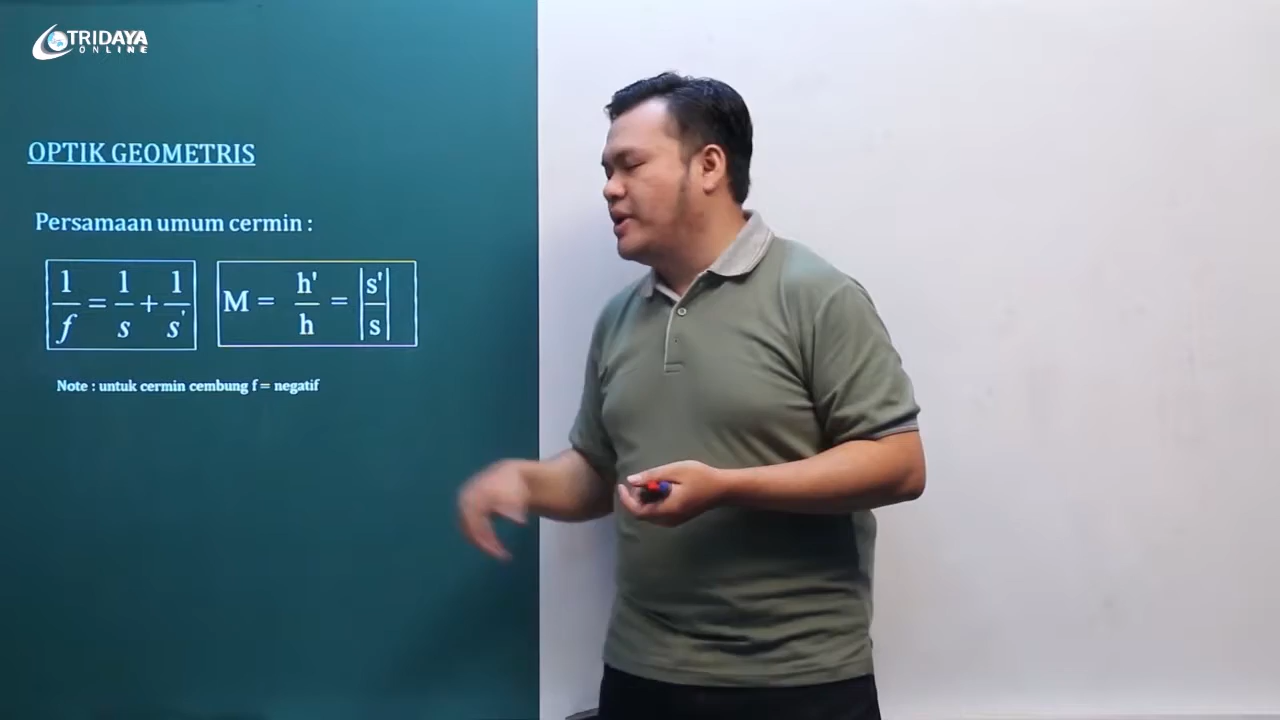 TRIDAYA
ONLINE
OPTIK GEOMETRIS
Persamaan umum cermin :
1/f = 1/s + 1/s'
M = h'/h = |s'/s|
Note : untuk cermin cembung f = negatif